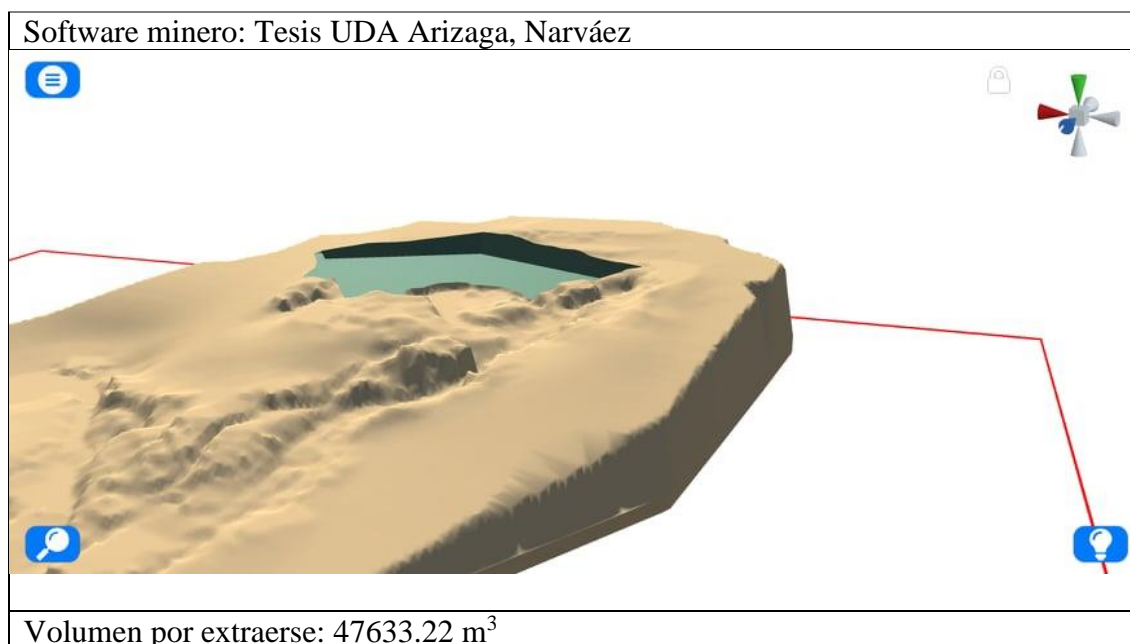 Software minero: Tesis UDA Arizaga, Narváez
Volumen por extraerse: 47633.22 m³